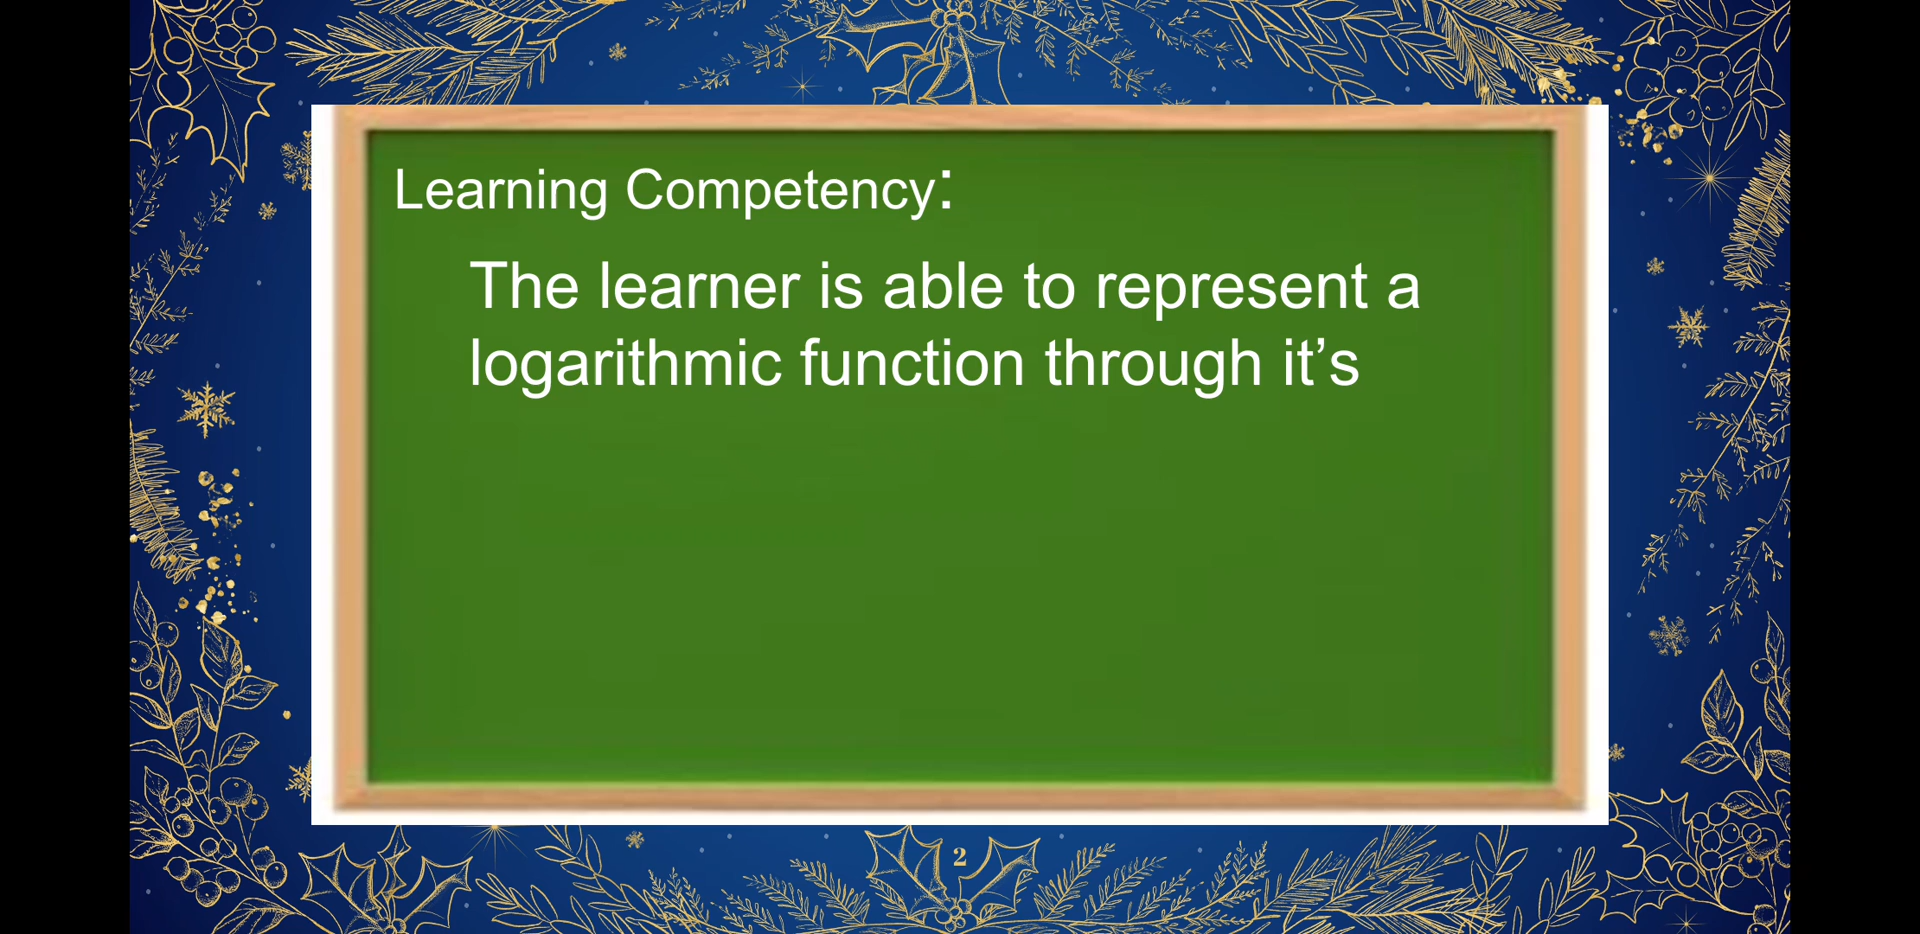 Learning Competency:
The learner is able to represent a
logarithmic function through it’s
2